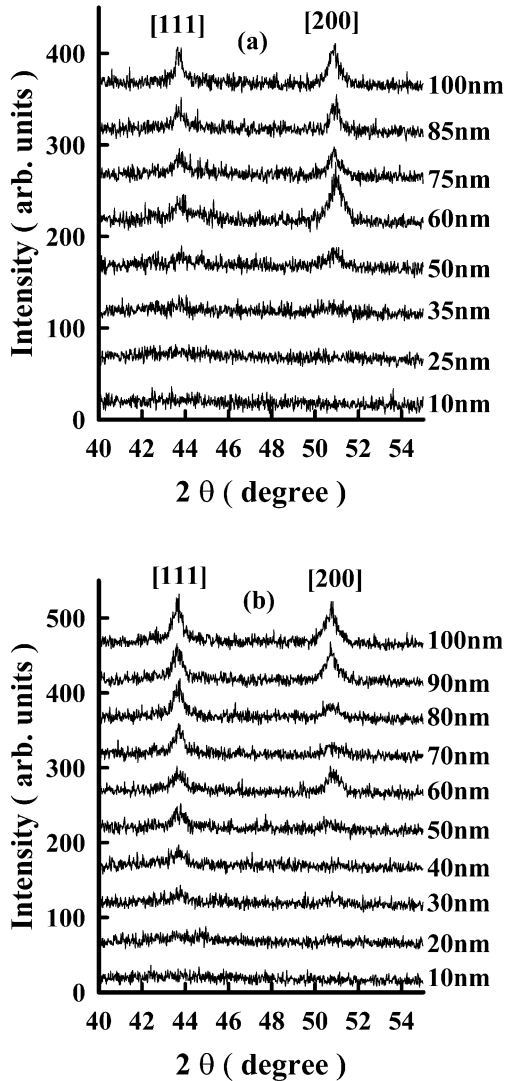 [111] (a) [200]
400
100nm
85nm
300
75nm
60nm
200
50nm
35nm
100
25nm
10nm
0
Intensity ( arb. units )
40 42 44 46 48 50 52 54
2 θ ( degree )
[111] (b) [200]
500
100nm
90nm
400
80nm
70nm
300
60nm
50nm
200
40nm
30nm
100
20nm
10nm
0
Intensity ( arb. units )
40 42 44 46 48 50 52 54
2 θ ( degree )